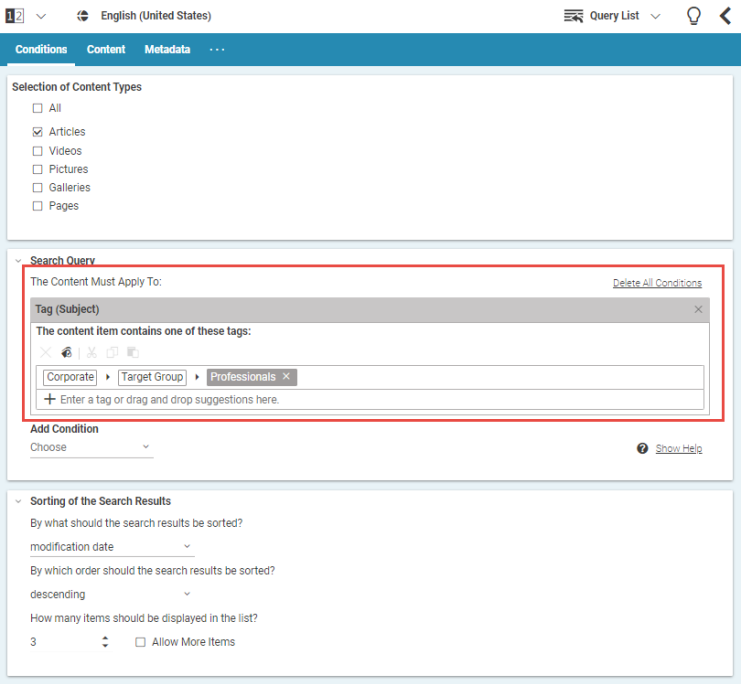 12 English (United States) Query List
Conditions Content Metadata ...
Selection of Content Types
All
Articles
Videos
Pictures
Galleries
Pages
Search Query
The Content Must Apply To: Delete All Conditions
Tag (Subject)
The content item contains one of these tags:
Corporate Target Group Professionals
Enter a tag or drag and drop suggestions here.
Add Condition
Choose Show Help
Sorting of the Search Results
By what should the search results be sorted?
modification date
By which order should the search results be sorted?
descending
How many items should be displayed in the list?
3 Allow More Items